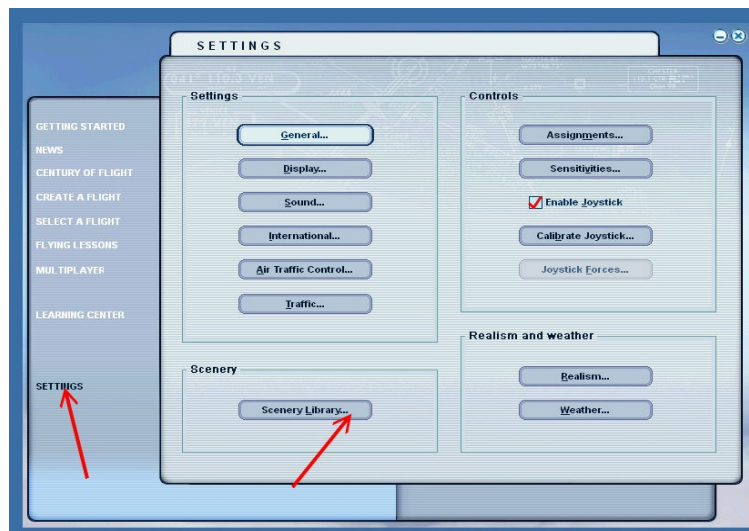 SETTINGS
GETTING STARTED
NEWS
CENTURY OF FLIGHT
CREATE A FLIGHT
SELECT A FLIGHT
FLYING LESSONS
MULTIPLAYER
LEARNING CENTER
SETTINGS
Settings
General...
Display...
Sound...
International...
Air Traffic Control...
Traffic...
Scenery
Scenery Library...
Controls
Assignments...
Sensitivities...
Enable Joystick
Calibrate Joystick...
Joystick Forces...
Realism and weather
Realism...
Weather...